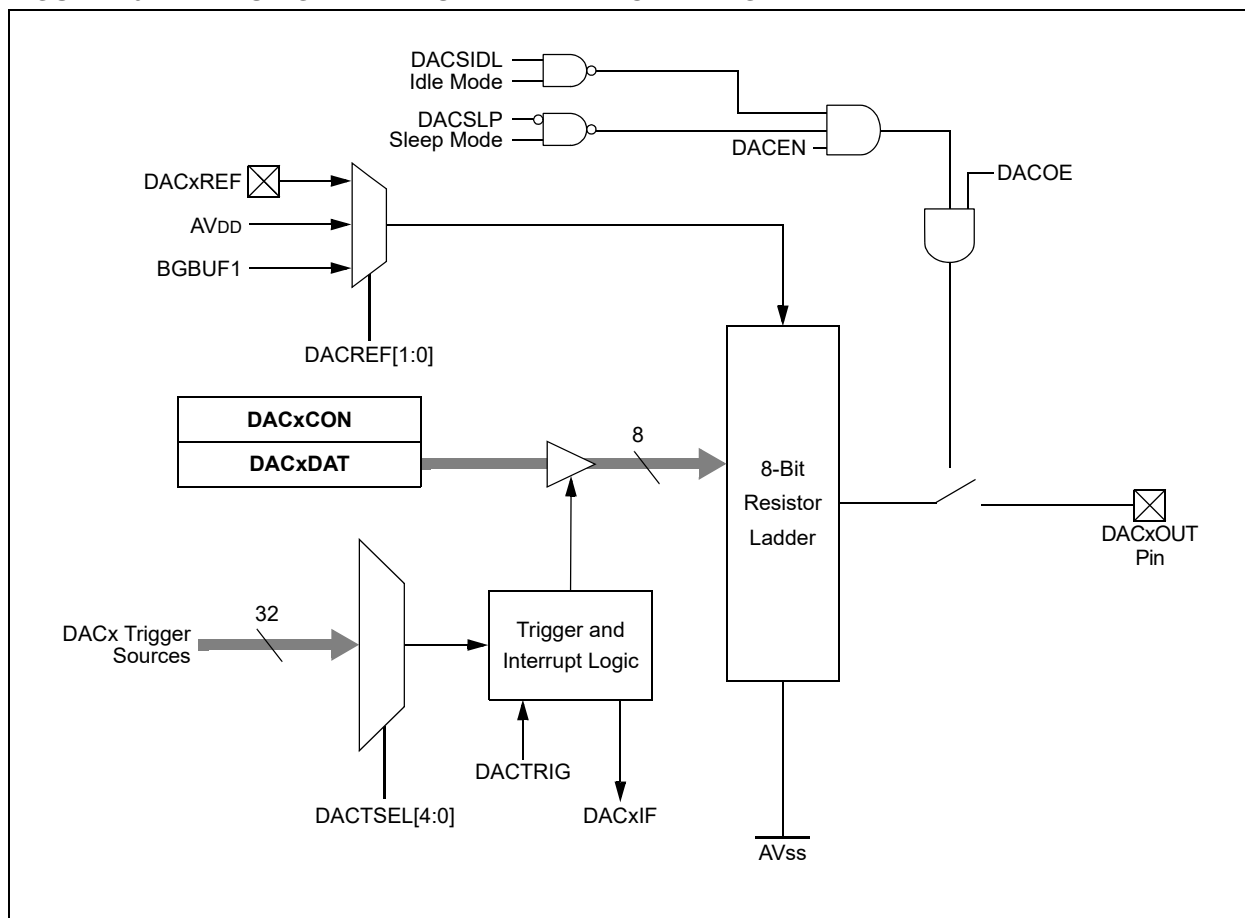 DACSIDL
Idle Mode
DACSLP
Sleep Mode
DACEN
DACOE
DACxREF
AVDD
BGBUF1
DACREF[1:0]
DACxCON
DACxDAT
8
8-Bit
Resistor
Ladder
DACxOUT
Pin
32
DACx Trigger
Sources
Trigger and
Interrupt Logic
DACTRIG
DACTSEL[4:0]
DACxIF
AVss